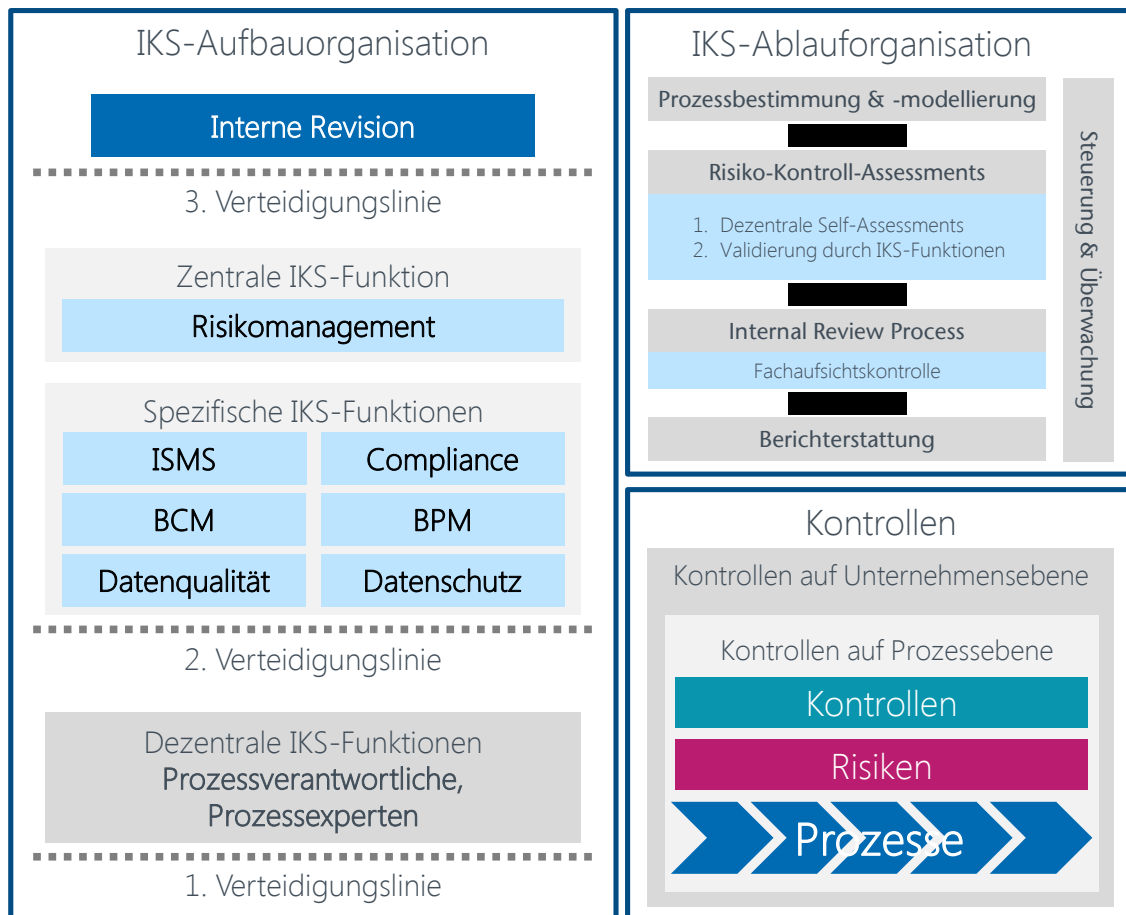 IKS-Aufbauorganisation
Interne Revision
3. Verteidigungslinie
Zentrale IKS-Funktion
Risikomanagement
Spezifische IKS-Funktionen
ISMS
Compliance
BCM
BPM
Datenqualität
Datenschutz
2. Verteidigungslinie
Dezentrale IKS-Funktionen
Prozessverantwortliche,
Prozessexperten
1. Verteidigungslinie
IKS-Ablauforganisation
Prozessbestimmung & -modellierung
Risiko-Kontroll-Assessments
1. Dezentrale Self-Assessments
2. Validierung durch IKS-Funktionen
Internal Review Process
Fachaufsichtskontrolle
Berichterstattung
Steuerung & Überwachung
Kontrollen
Kontrollen auf Unternehmensebene
Kontrollen auf Prozessebene
Kontrollen
Risiken
Prozesse